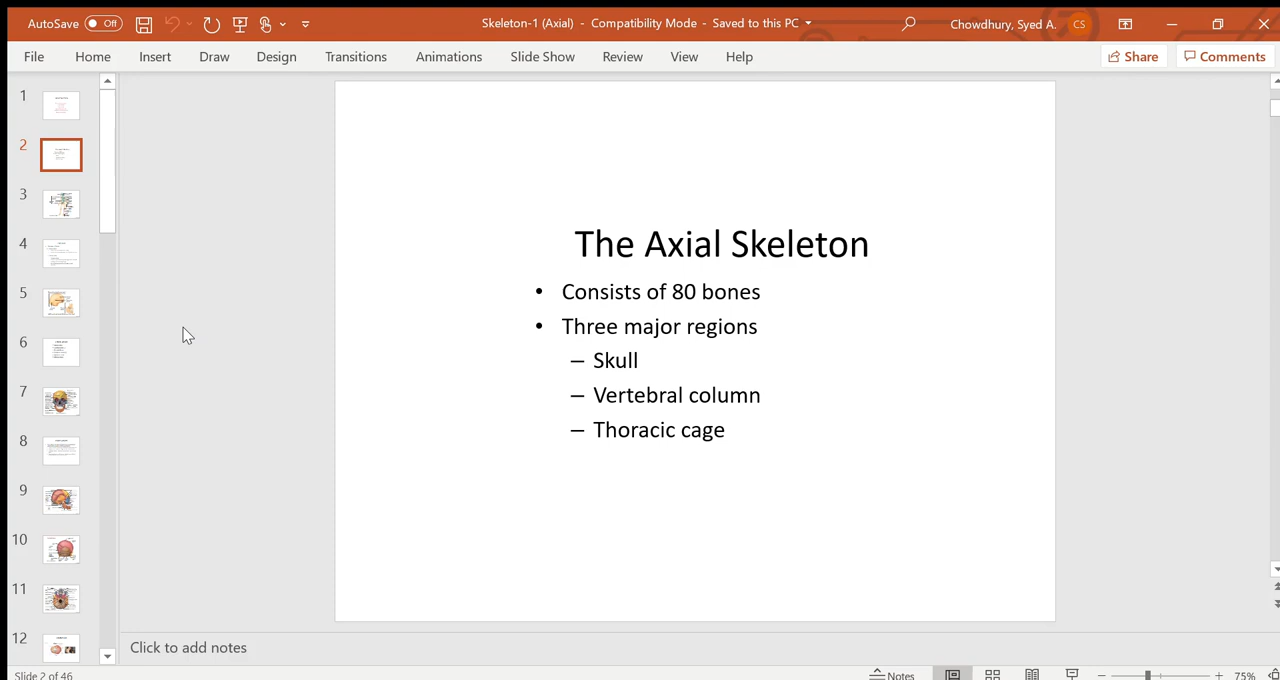 AutoSave Off Skeleton-1 (Axial) - Compatibility Mode - Saved to this PC Chowdhury, Syed A. CS
File Home Insert Draw Design Transitions Animations Slide Show Review View Help Share Comments
1
2
3
4
5
6
7
8
9
10
11
12
The Axial Skeleton
• Consists of 80 bones
• Three major regions
– Skull
– Vertebral column
– Thoracic cage
Click to add notes
Slide 2 of 46 Notes 75%